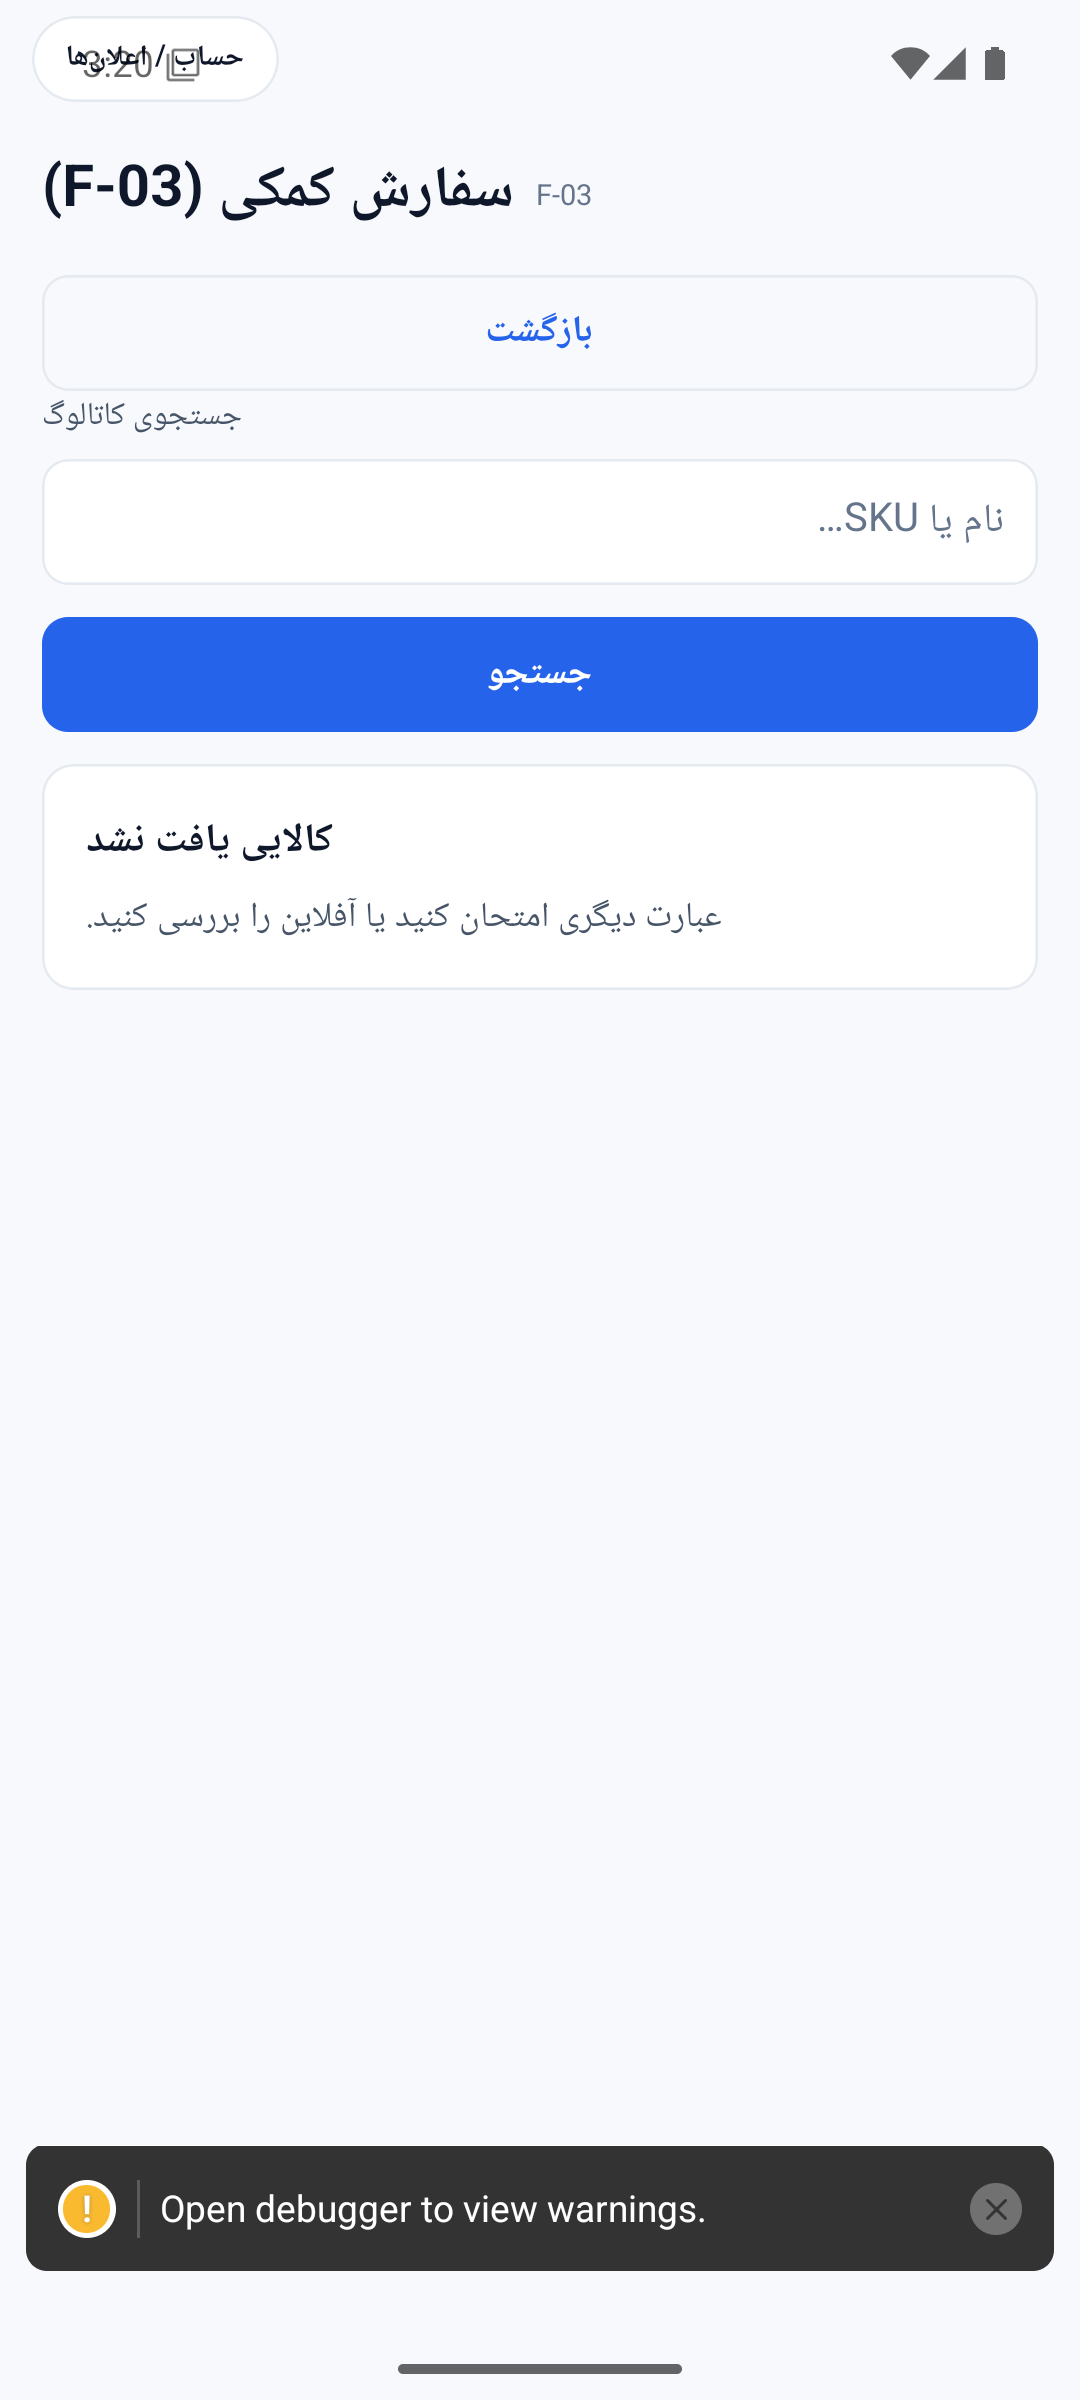 حساب / اعلان‌ها
3:20
سفارش کمکی (F-03) F-03
بازگشت
جستجوی کاتالوگ
نام یا SKU...
جستجو
کالایی یافت نشد
عبارت دیگری امتحان کنید یا آفلاین را بررسی کنید.
Open debugger to view warnings.